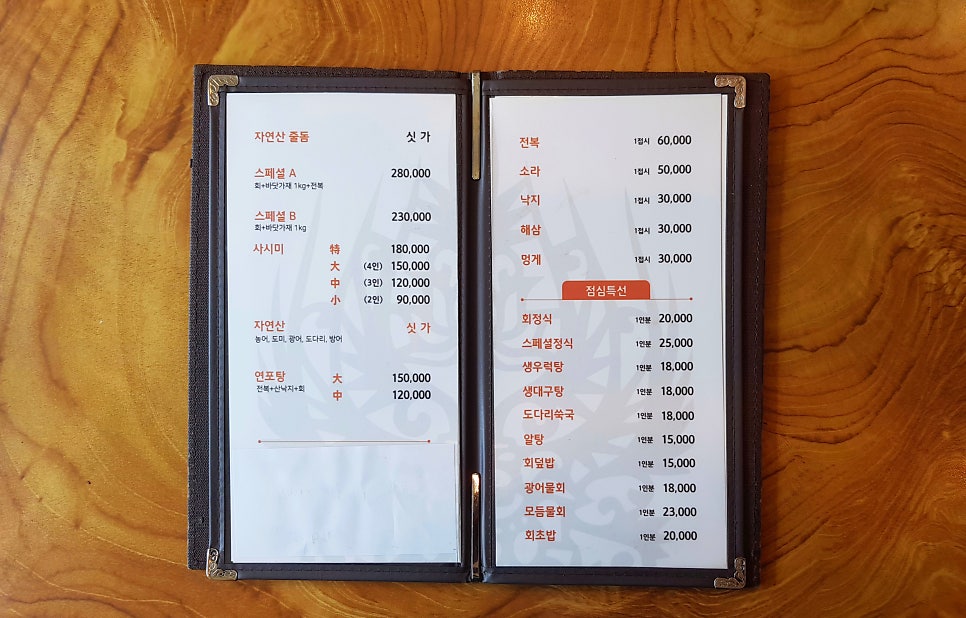 자연산 줄돔 싯 가
스페셜 A 280,000
회+바닷가재 1kg+전복
스페셜 B 230,000
회+바닷가재 1kg
사시미 特 180,000
大 (4인) 150,000
中 (3인) 120,000
小 (2인) 90,000
자연산 싯 가
농어, 도미, 광어, 도다리, 방어
연포탕 大 150,000
전복+산낙지+회 中 120,000
전복 1접시 60,000
소라 1접시 50,000
낙지 1접시 30,000
해삼 1접시 30,000
멍게 1접시 30,000
점심특선
회정식 1인분 20,000
스페셜정식 1인분 25,000
생우럭탕 1인분 18,000
생대구탕 1인분 18,000
도다리쑥국 1인분 18,000
알탕 1인분 15,000
회덮밥 1인분 15,000
광어물회 1인분 18,000
모듬물회 1인분 23,000
회초밥 1인분 20,000